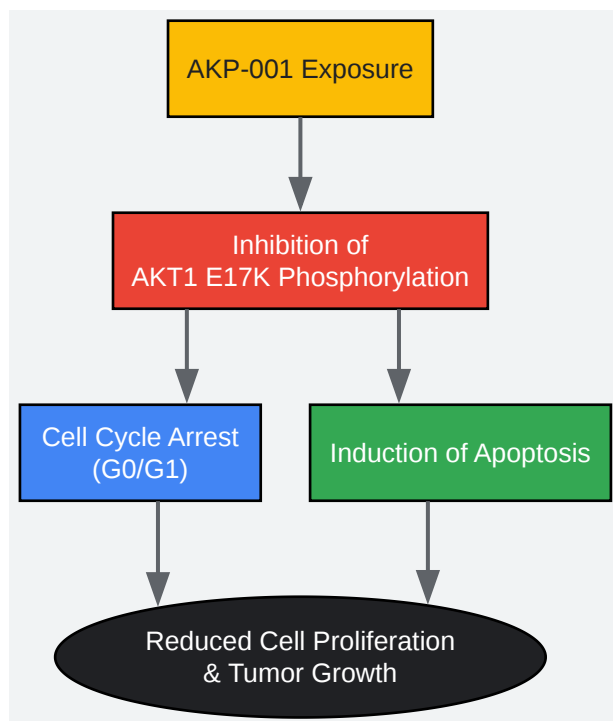 AKP-001 Exposure
Inhibition of
AKT1 E17K Phosphorylation
Cell Cycle Arrest
(G0/G1)
Induction of Apoptosis
Reduced Cell Proliferation
& Tumor Growth